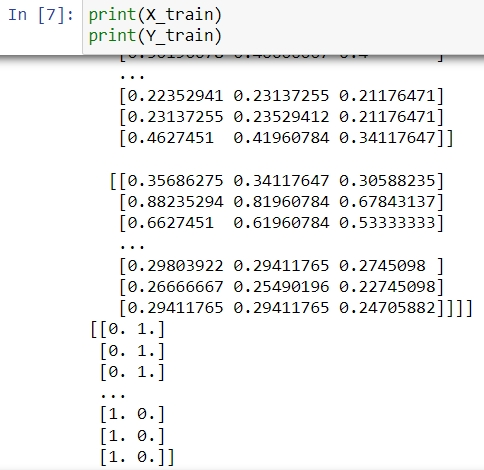 In [7]: print(X_train)
print(Y_train)
...
[0.22352941 0.23137255 0.21176471]
[0.23137255 0.23529412 0.21176471]
[0.4627451  0.41960784 0.34117647]]
[[0.35686275 0.34117647 0.30588235]
[0.88235294 0.81960784 0.67843137]
[0.6627451  0.61960784 0.53333333]
...
[0.29803922 0.29411765 0.2745098 ]
[0.26666667 0.25490196 0.22745098]
[0.29411765 0.29411765 0.24705882]]]]
[[0. 1.]
[0. 1.]
[0. 1.]
...
[1. 0.]
[1. 0.]
[1. 0.]]